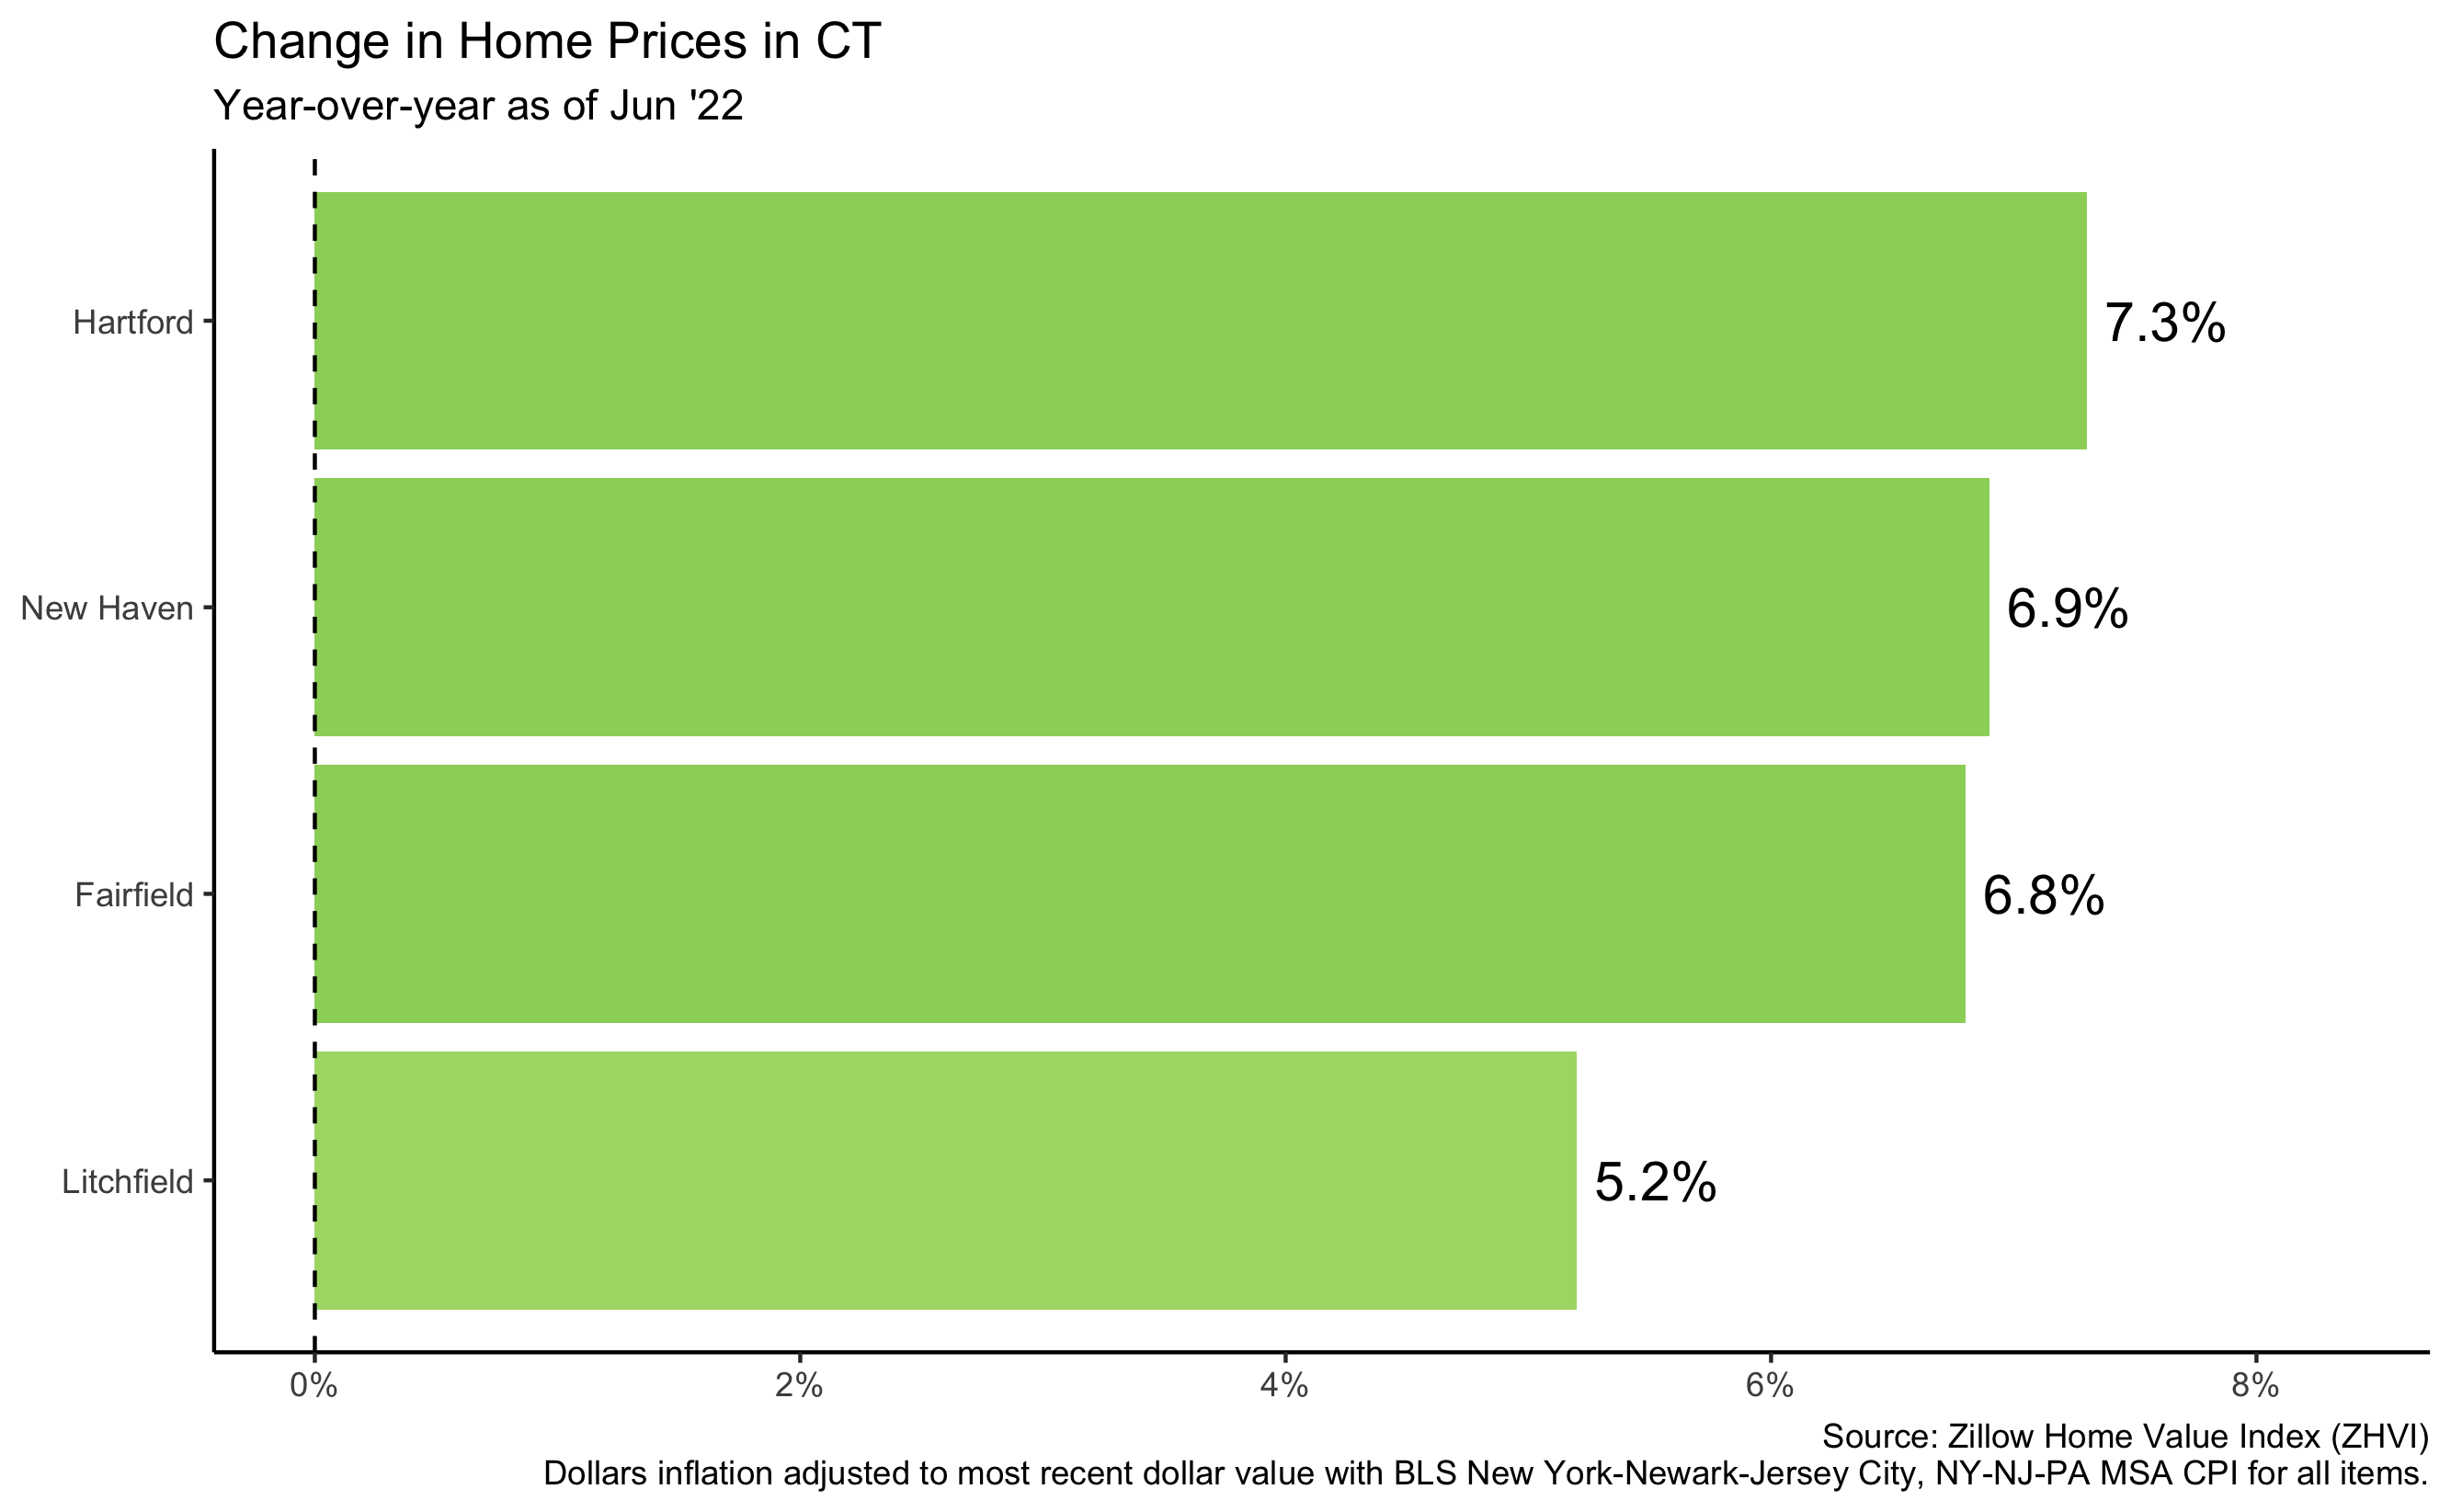 Change in Home Prices in CT
Year-over-year as of Jun '22
Hartford
7.3%
New Haven
6.9%
Fairfield
6.8%
Litchfield
5.2%
0%
2%
4%
6%
8%
Source: Zillow Home Value Index (ZHVI)
Dollars inflation adjusted to most recent dollar value with BLS New York-Newark-Jersey City, NY-NJ-PA MSA CPI for all items.